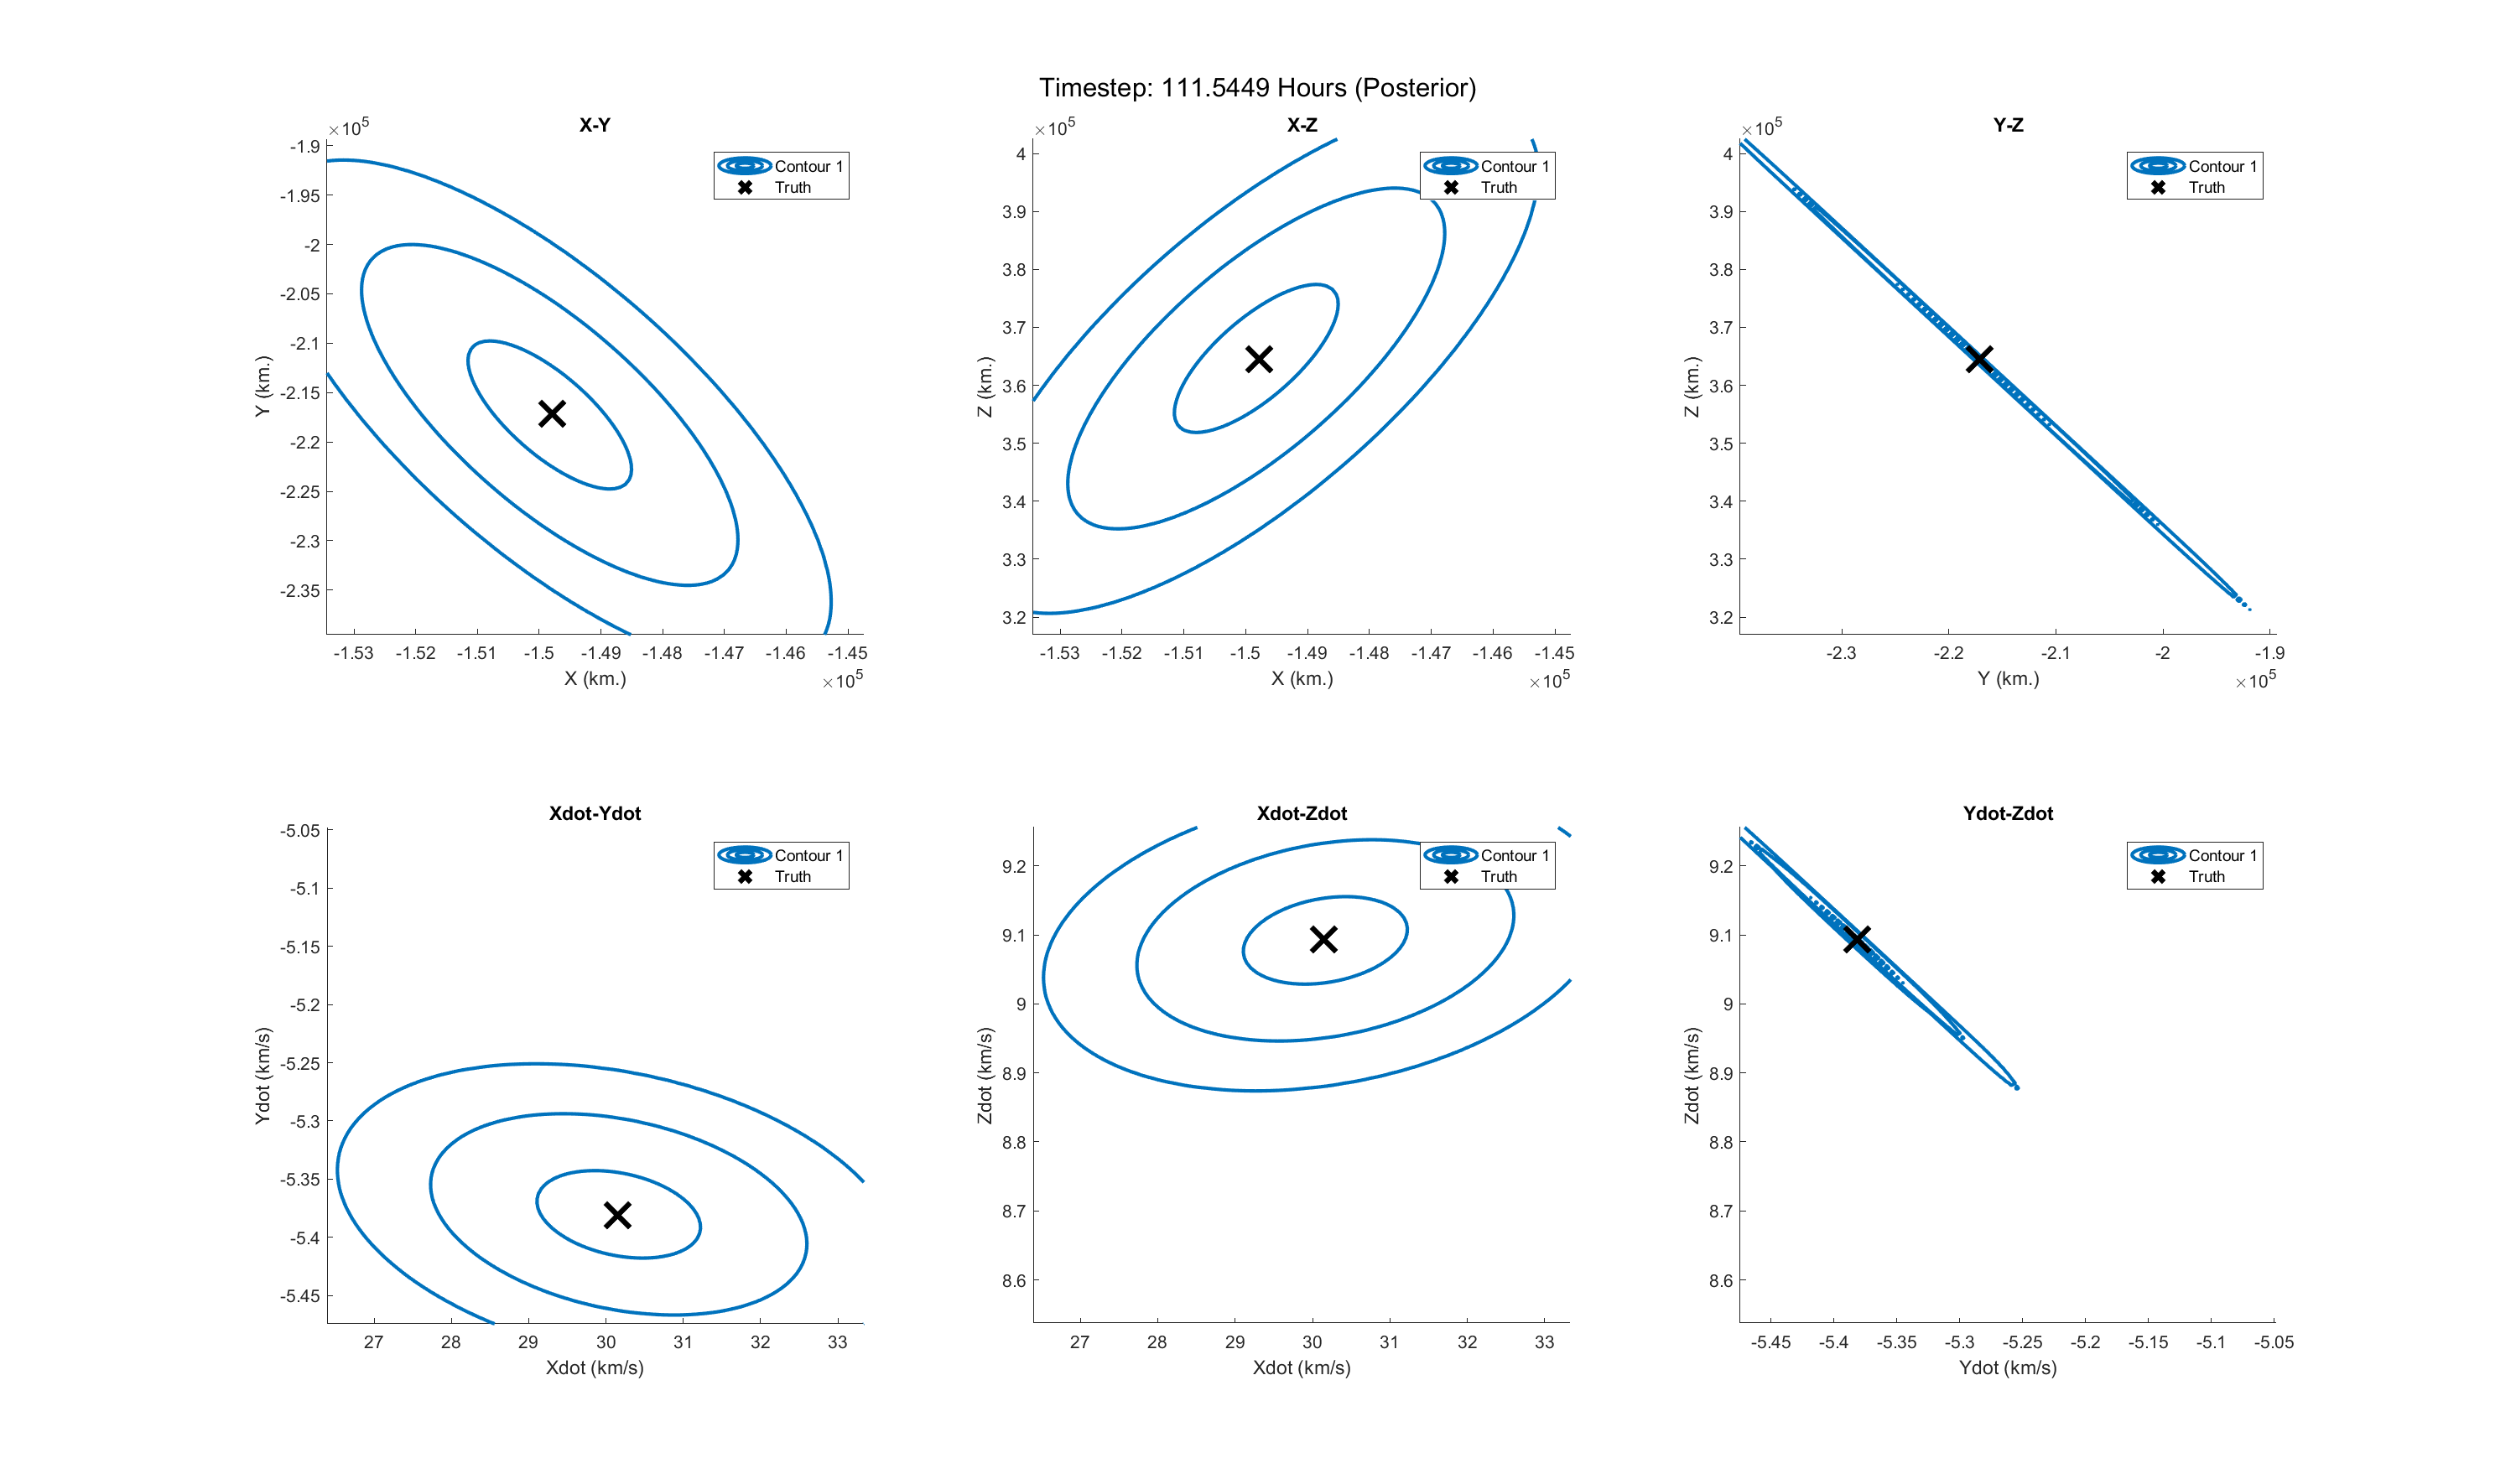 Timestep: 111.5449 Hours (Posterior)
X-Y
×10^5
-1.9
-1.95
-2
-2.05
-2.1
-2.15
-2.2
-2.25
-2.3
-2.35
Y (km.)
Contour 1
Truth
-1.53 -1.52 -1.51 -1.5 -1.49 -1.48 -1.47 -1.46 -1.45
X (km.)
×10^5
X-Z
×10^5
4
3.9
3.8
3.7
3.6
3.5
3.4
3.3
3.2
Z (km.)
Contour 1
Truth
-1.53 -1.52 -1.51 -1.5 -1.49 -1.48 -1.47 -1.46 -1.45
X (km.)
×10^5
Y-Z
×10^5
4
3.9
3.8
3.7
3.6
3.5
3.4
3.3
3.2
Z (km.)
Contour 1
Truth
-2.3 -2.2 -2.1 -2 -1.9
Y (km.)
×10^5
Xdot-Ydot
-5.05
-5.1
-5.15
-5.2
-5.25
-5.3
-5.35
-5.4
-5.45
Ydot (km/s)
Contour 1
Truth
27 28 29 30 31 32 33
Xdot (km/s)
Xdot-Zdot
9.2
9.1
9
8.9
8.8
8.7
8.6
Zdot (km/s)
Contour 1
Truth
27 28 29 30 31 32 33
Xdot (km/s)
Ydot-Zdot
9.2
9.1
9
8.9
8.8
8.7
8.6
Zdot (km/s)
Contour 1
Truth
-5.45 -5.4 -5.35 -5.3 -5.25 -5.2 -5.15 -5.1 -5.05
Ydot (km/s)